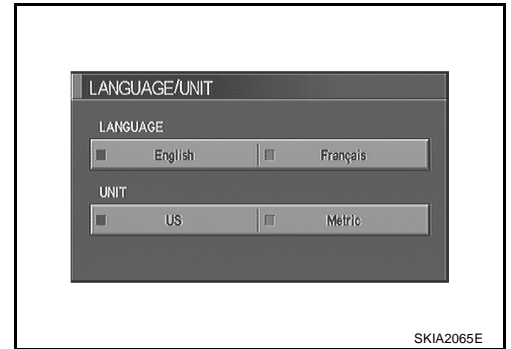 LANGUAGE/UNIT
LANGUAGE
English Français
UNIT
US Metric
SKIA2065E